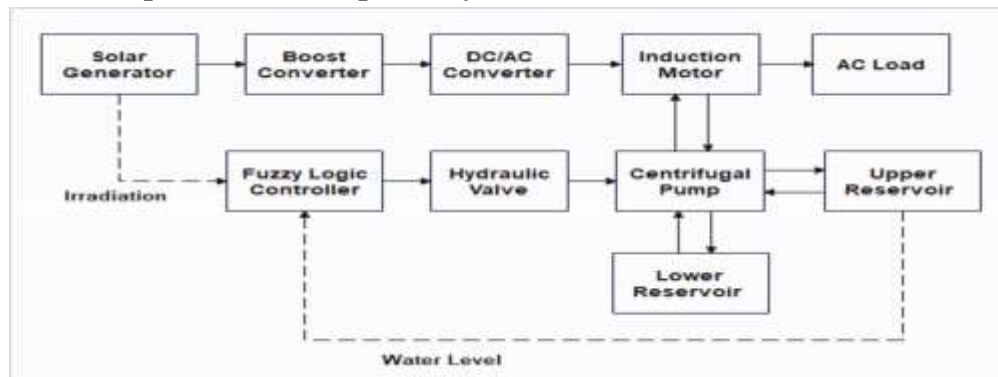 Solar
Generator
Boost
Converter
DC/AC
Converter
Induction
Motor
AC Load
Irradiation
Fuzzy Logic
Controller
Hydraulic
Valve
Centrifugal
Pump
Upper
Reservoir
Lower
Reservoir
Water Level